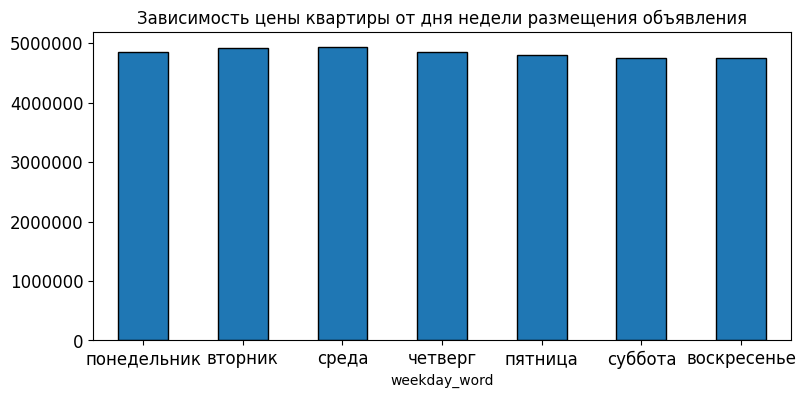 Зависимость цены квартиры от дня недели размещения объявления
5000000
4000000
3000000
2000000
1000000
0
понедельник вторник среда четверг пятница суббота воскресенье
weekday_word